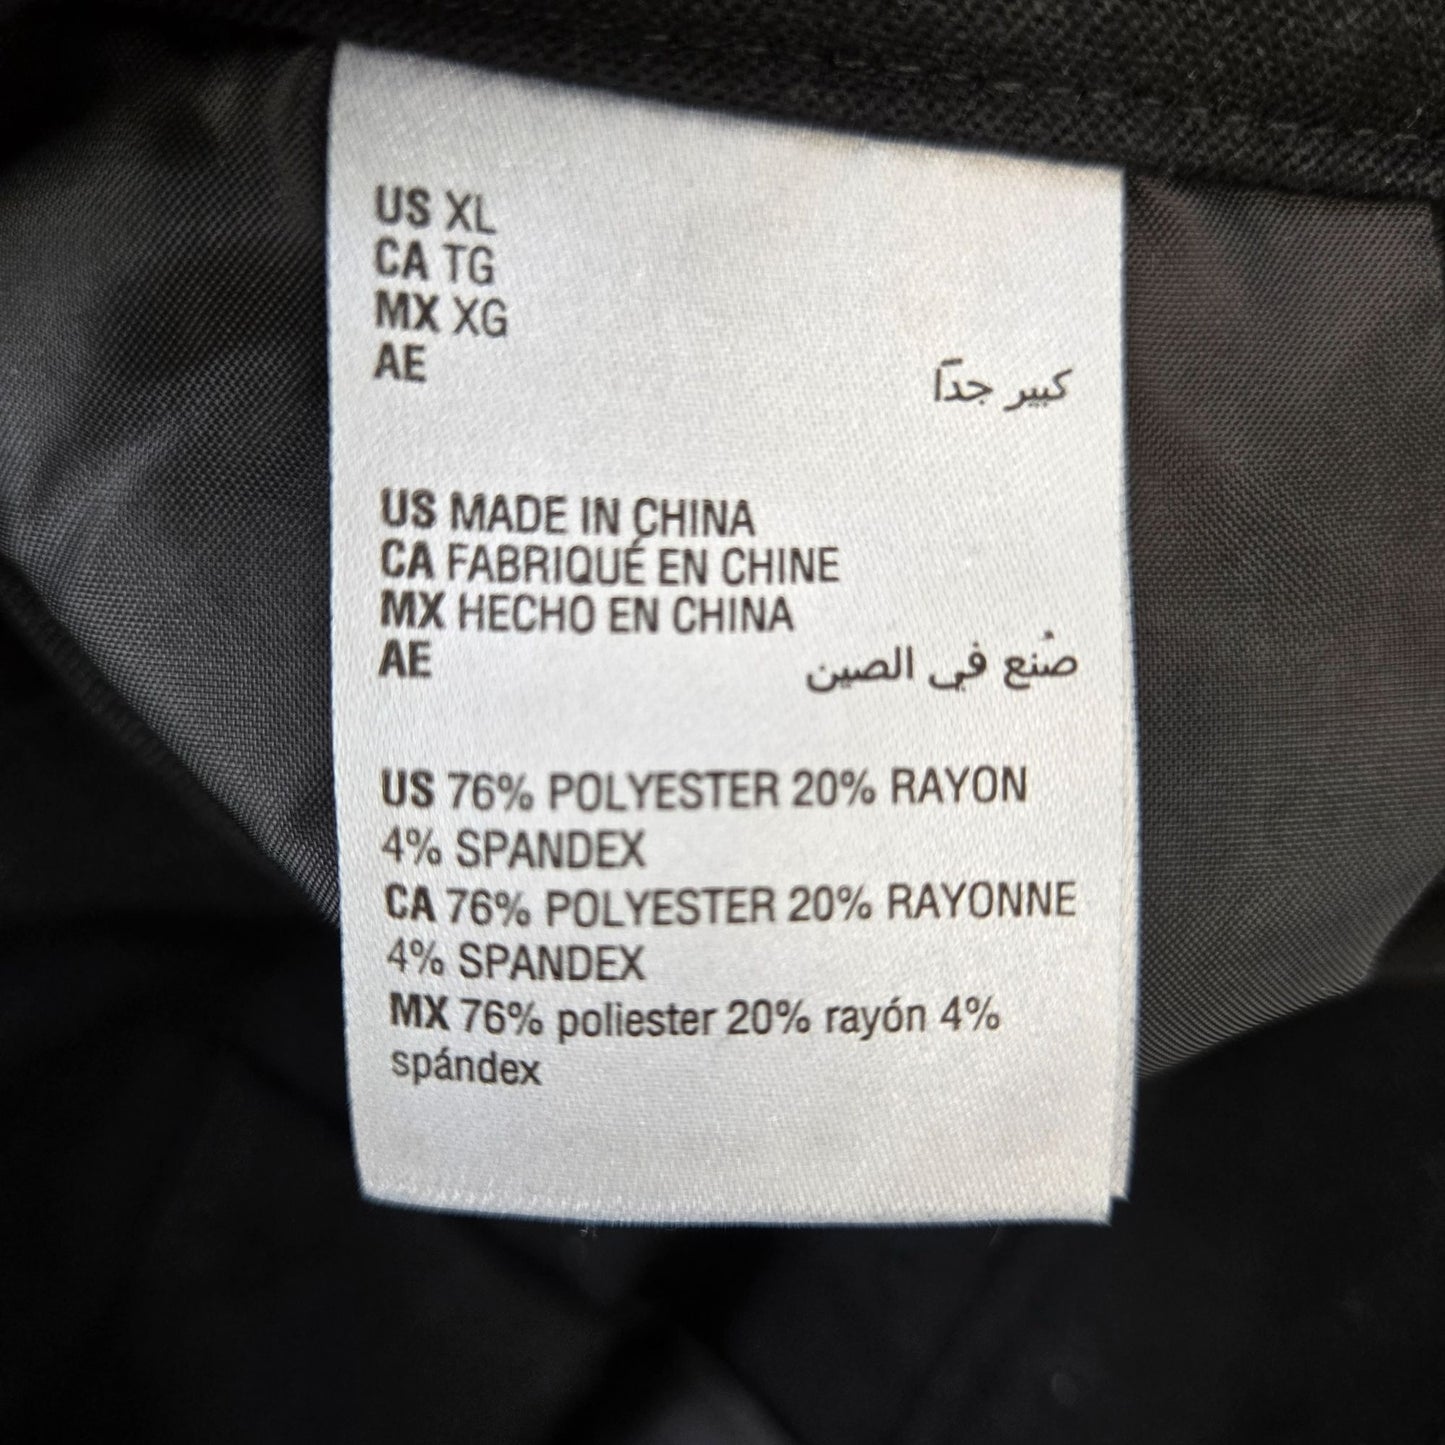 US XL
CA TG
MX XG
AE كبير جداً
US MADE IN CHINA
CA FABRIQUÉ EN CHINE
MX HECHO EN CHINA
AE صُنع في الصين
US 76% POLYESTER 20% RAYON
4% SPANDEX
CA 76% POLYESTER 20% RAYONNE
4% SPANDEX
MX 76% poliester 20% rayón 4%
spándex